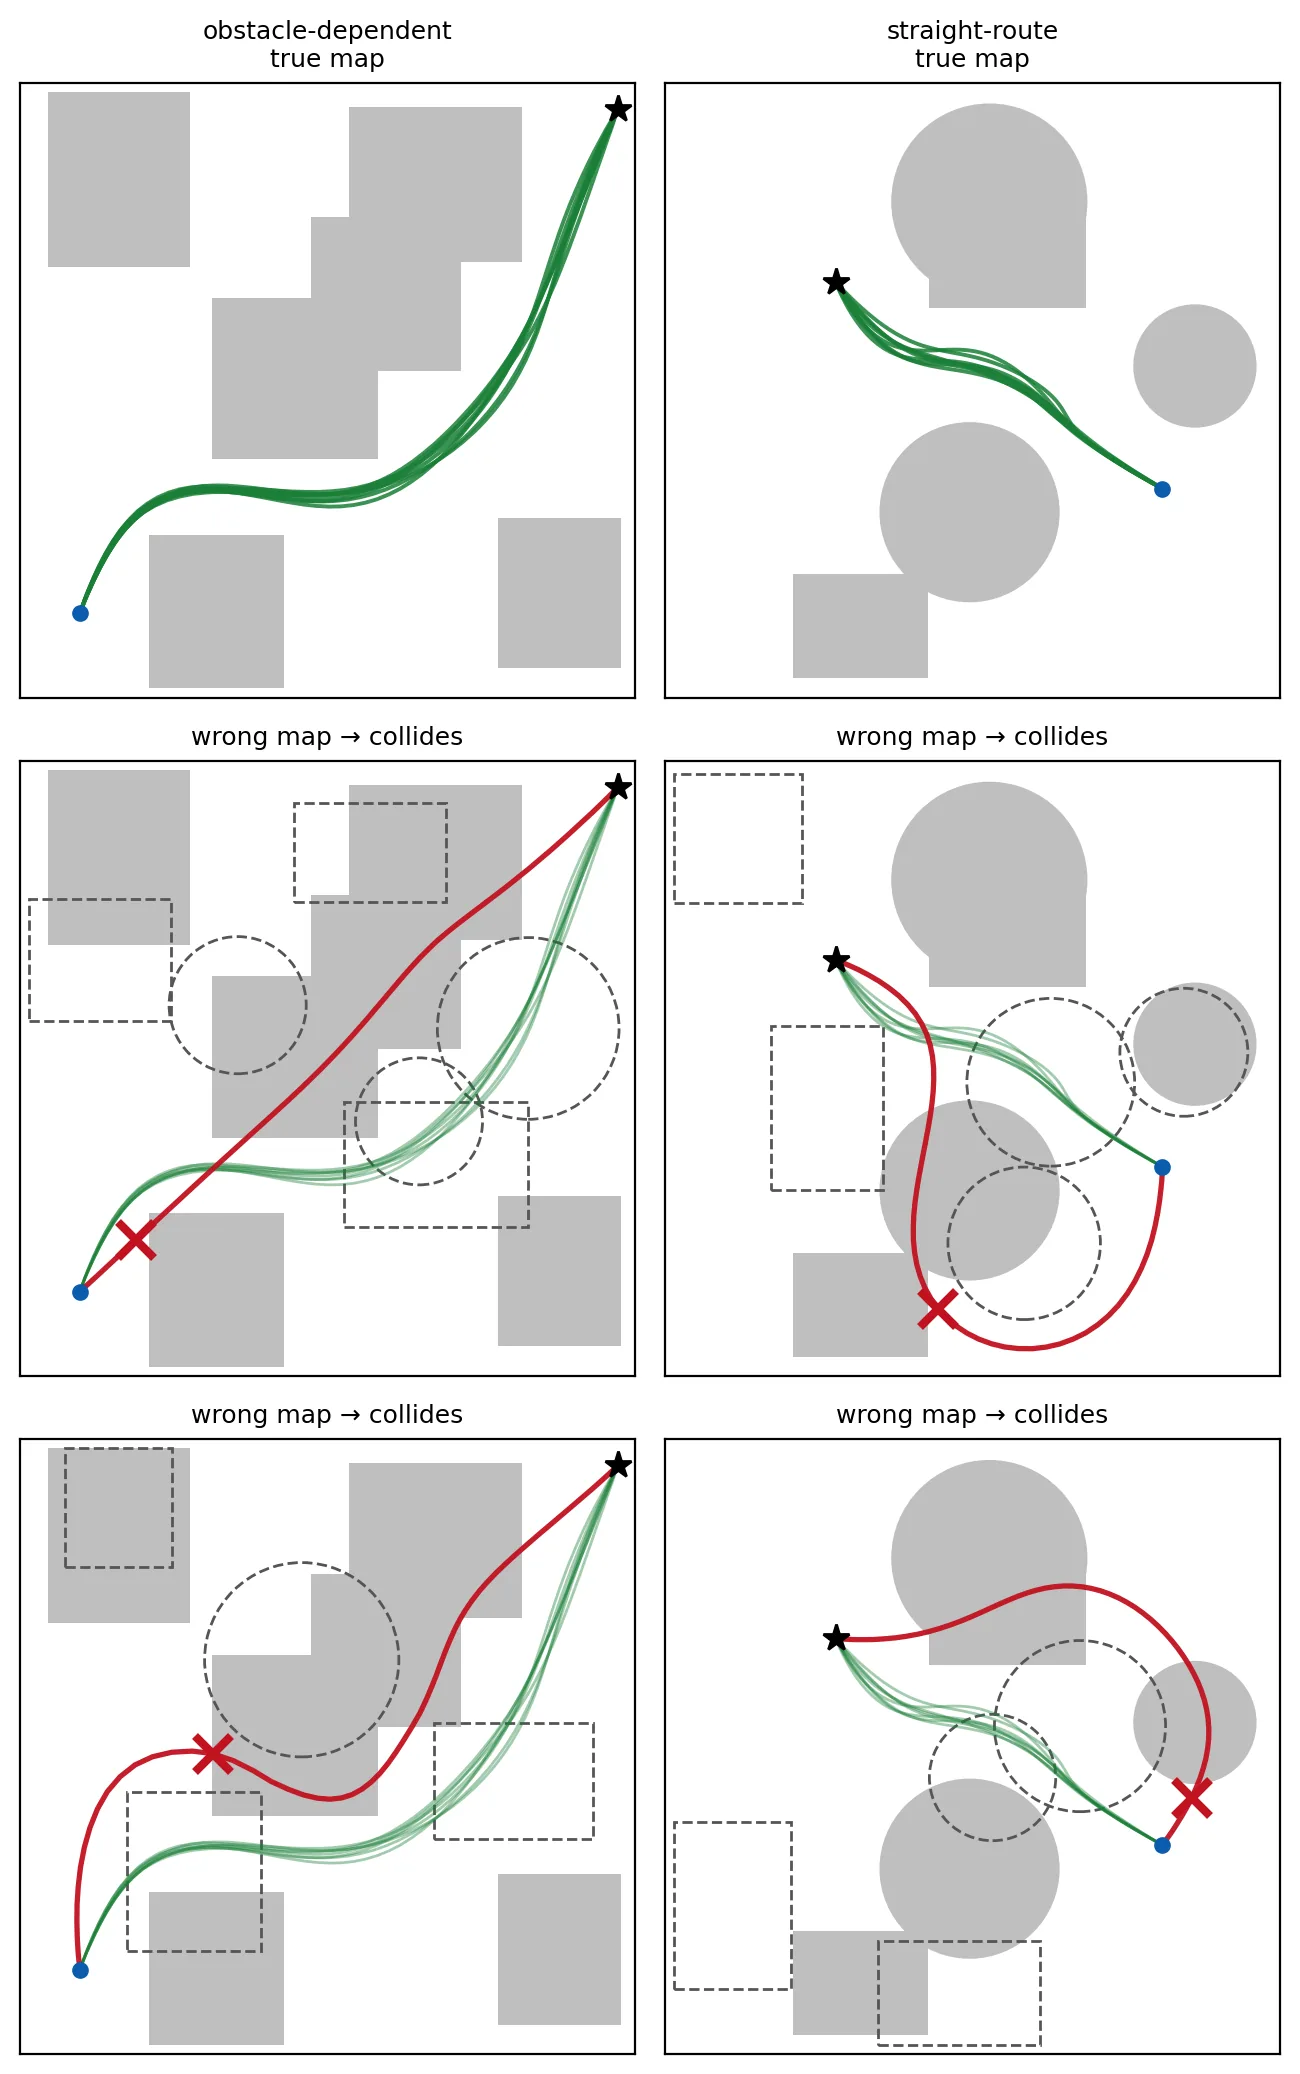 obstacle-dependent
true map
straight-route
true map
wrong map → collides
wrong map → collides
wrong map → collides
wrong map → collides